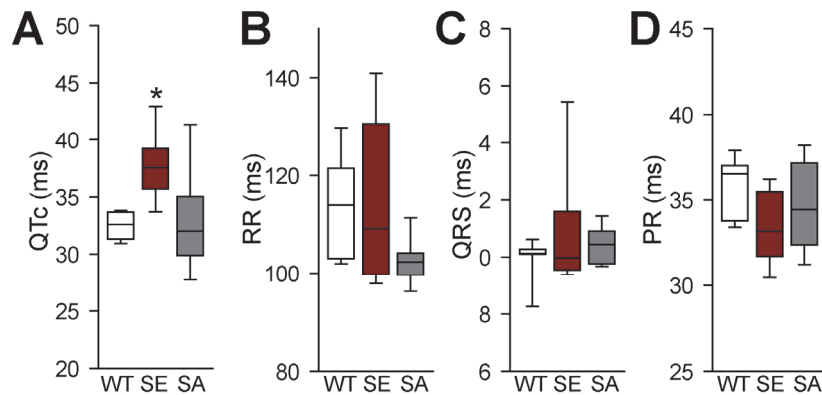 A
QTc (ms)
50
45
40
35
30
25
20
*
WT SE SA
B
RR (ms)
140
120
100
80
WT SE SA
C
QRS (ms)
8
6
4
2
0
8
6
WT SE SA
D
PR (ms)
45
40
35
30
25
WT SE SA